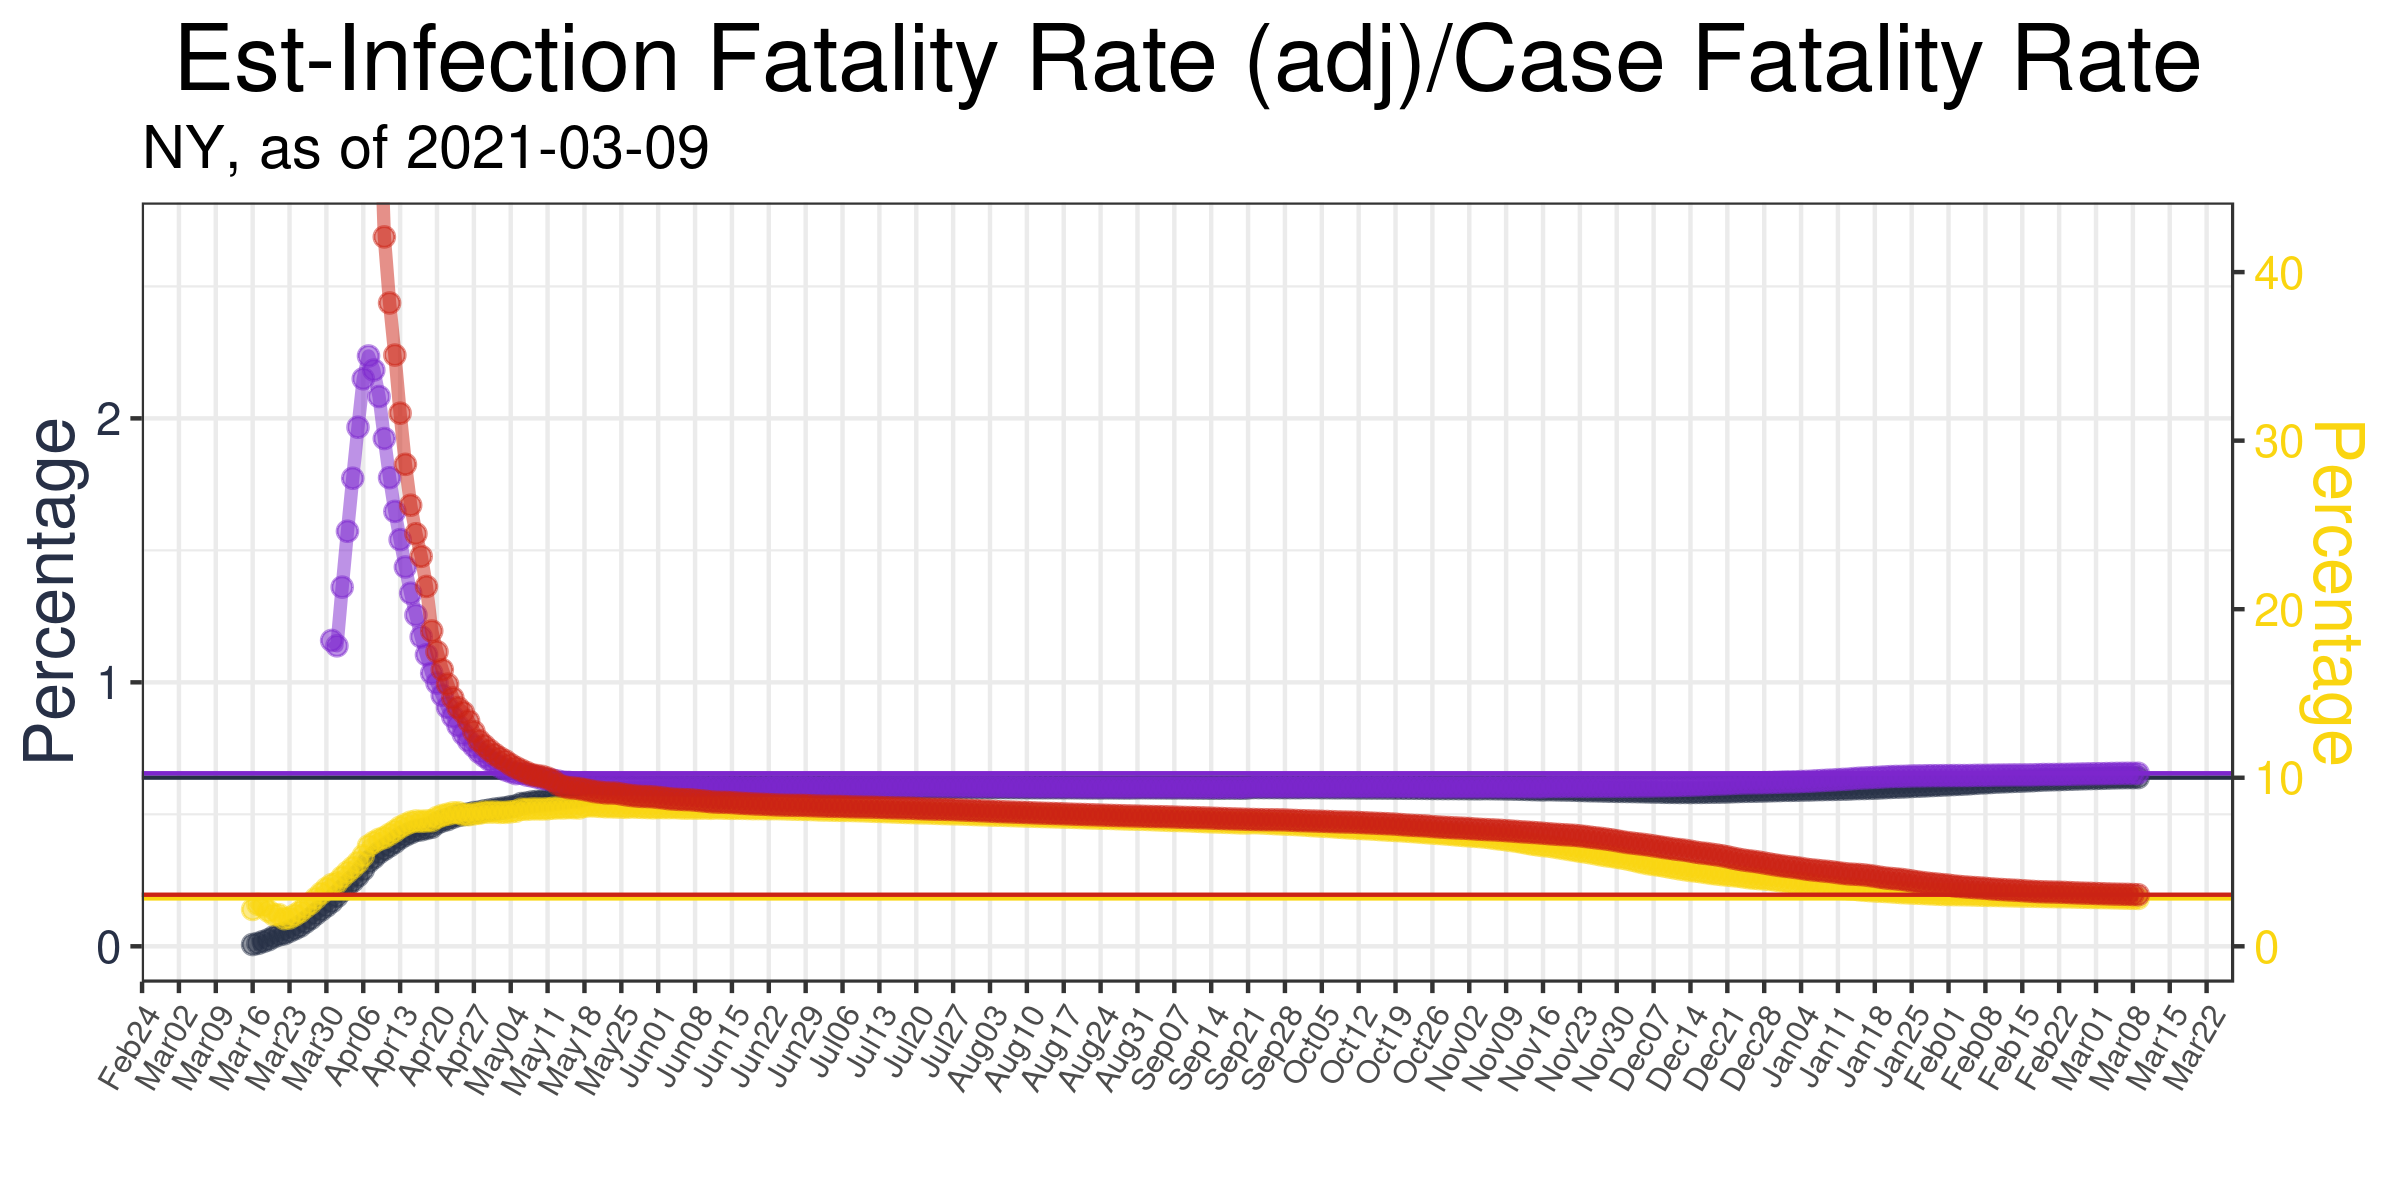 Est-Infection Fatality Rate (adj)/Case Fatality Rate
NY, as of 2021-03-09
Percentage
2
1
0
40
30
20
10
0
Percentage
Feb24
Mar02
Mar09
Mar16
Mar23
Mar30
Apr06
Apr13
Apr20
Apr27
May04
May11
May18
May25
Jun01
Jun08
Jun15
Jun22
Jun29
Jul06
Jul13
Jul20
Jul27
Aug03
Aug10
Aug17
Aug24
Aug31
Sep07
Sep14
Sep21
Sep28
Oct05
Oct12
Oct19
Oct26
Nov02
Nov09
Nov16
Nov23
Nov30
Dec07
Dec14
Dec21
Dec28
Jan04
Jan11
Jan18
Jan25
Feb01
Feb08
Feb15
Feb22
Mar01
Mar08
Mar15
Mar22